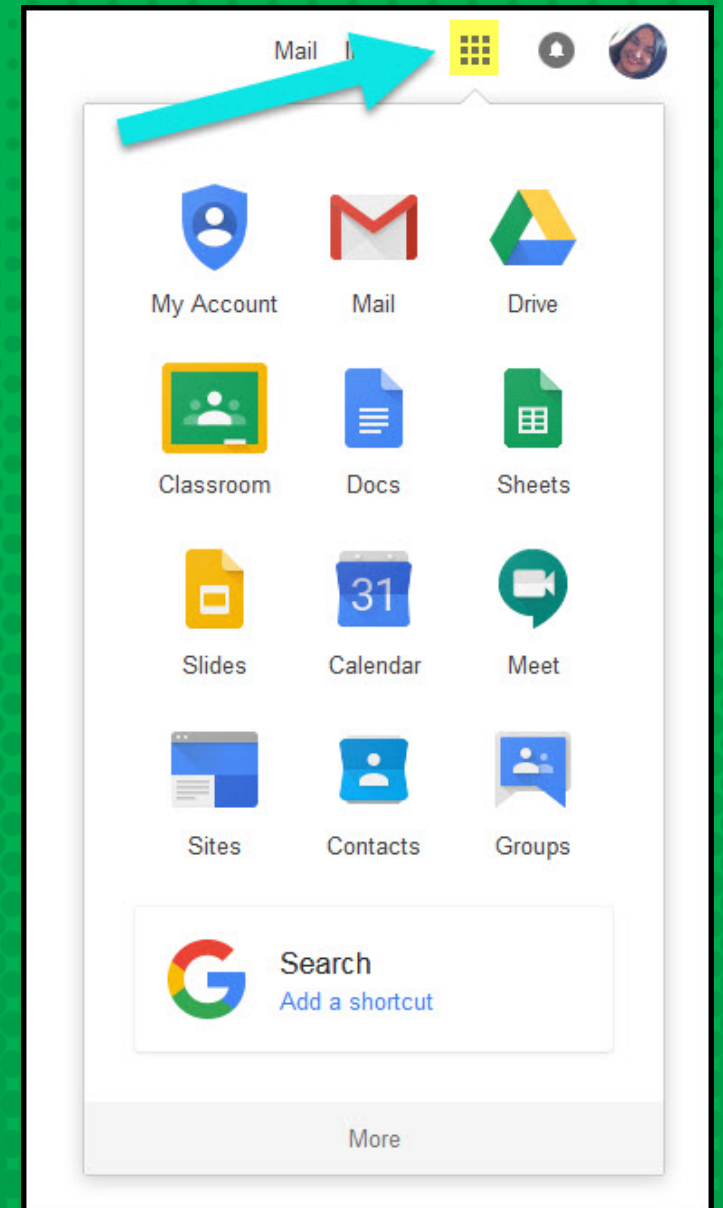 Mail
My Account Mail Drive
Classroom Docs Sheets
31
Slides Calendar Meet
Sites Contacts Groups
Search
Add a shortcut
More